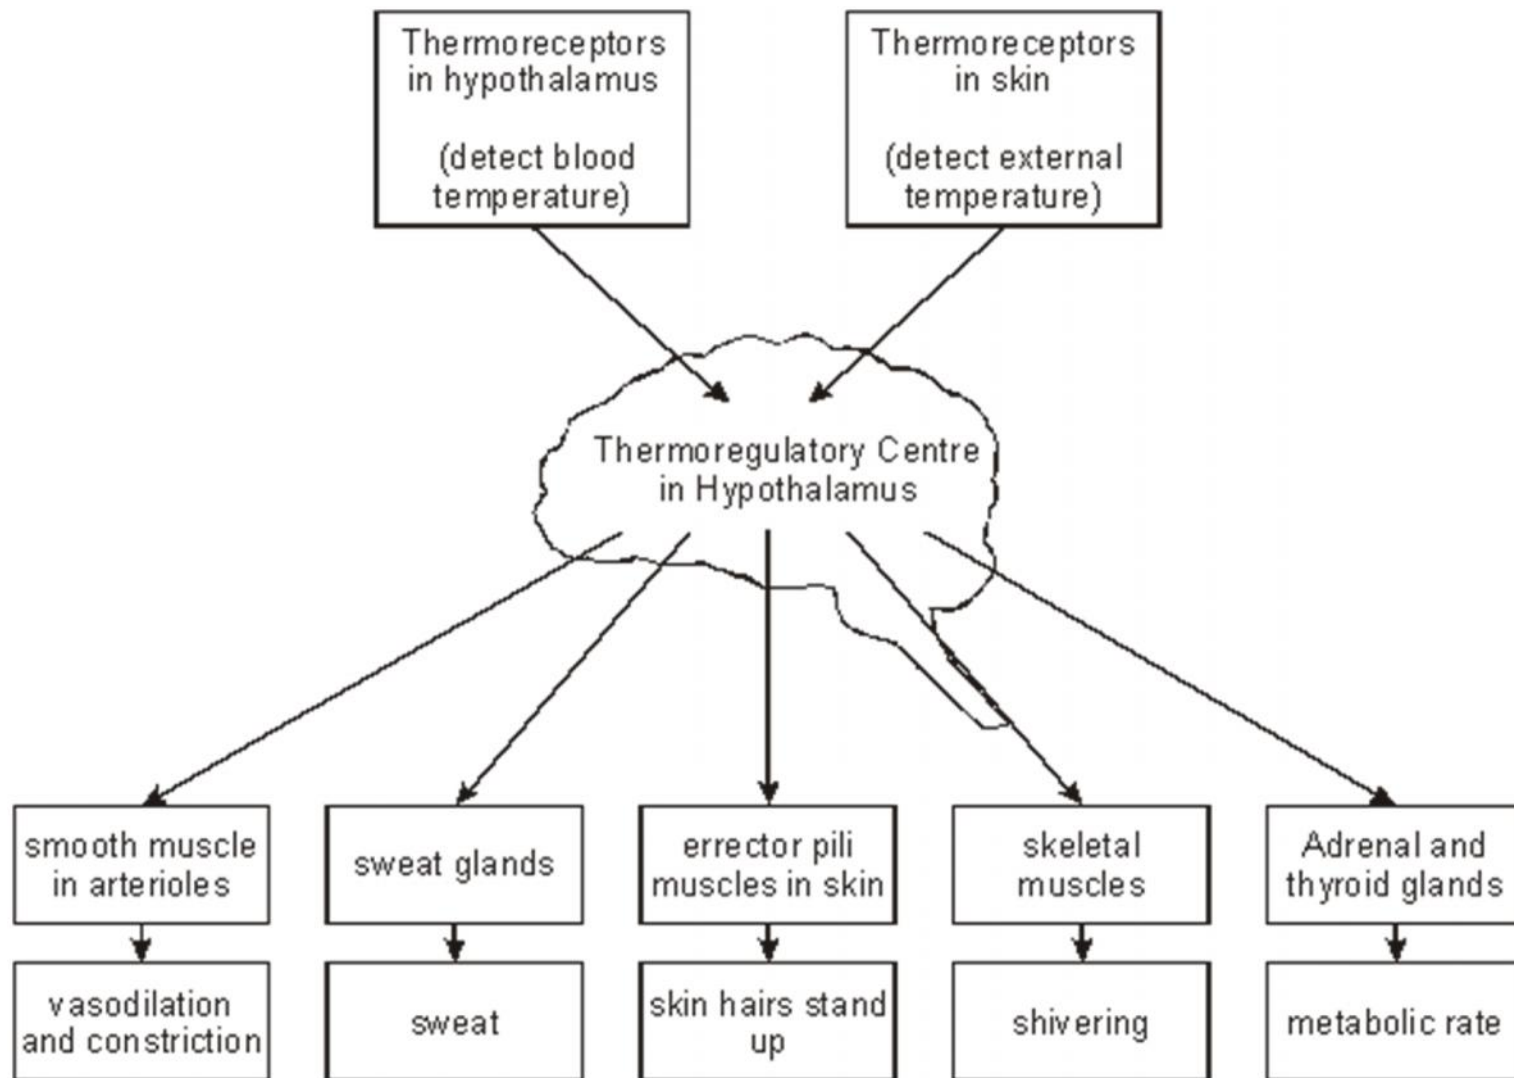 Thermoreceptors
in hypothalamus
(detect blood
temperature)
Thermoreceptors
in skin
(detect external
temperature)
Thermoregulatory Centre
in Hypothalamus
smooth muscle
in arterioles
sweat glands
errector pili
muscles in skin
skeletal
muscles
Adrenal and
thyroid glands
vasodilation
and constriction
sweat
skin hairs stand
up
shivering
metabolic rate